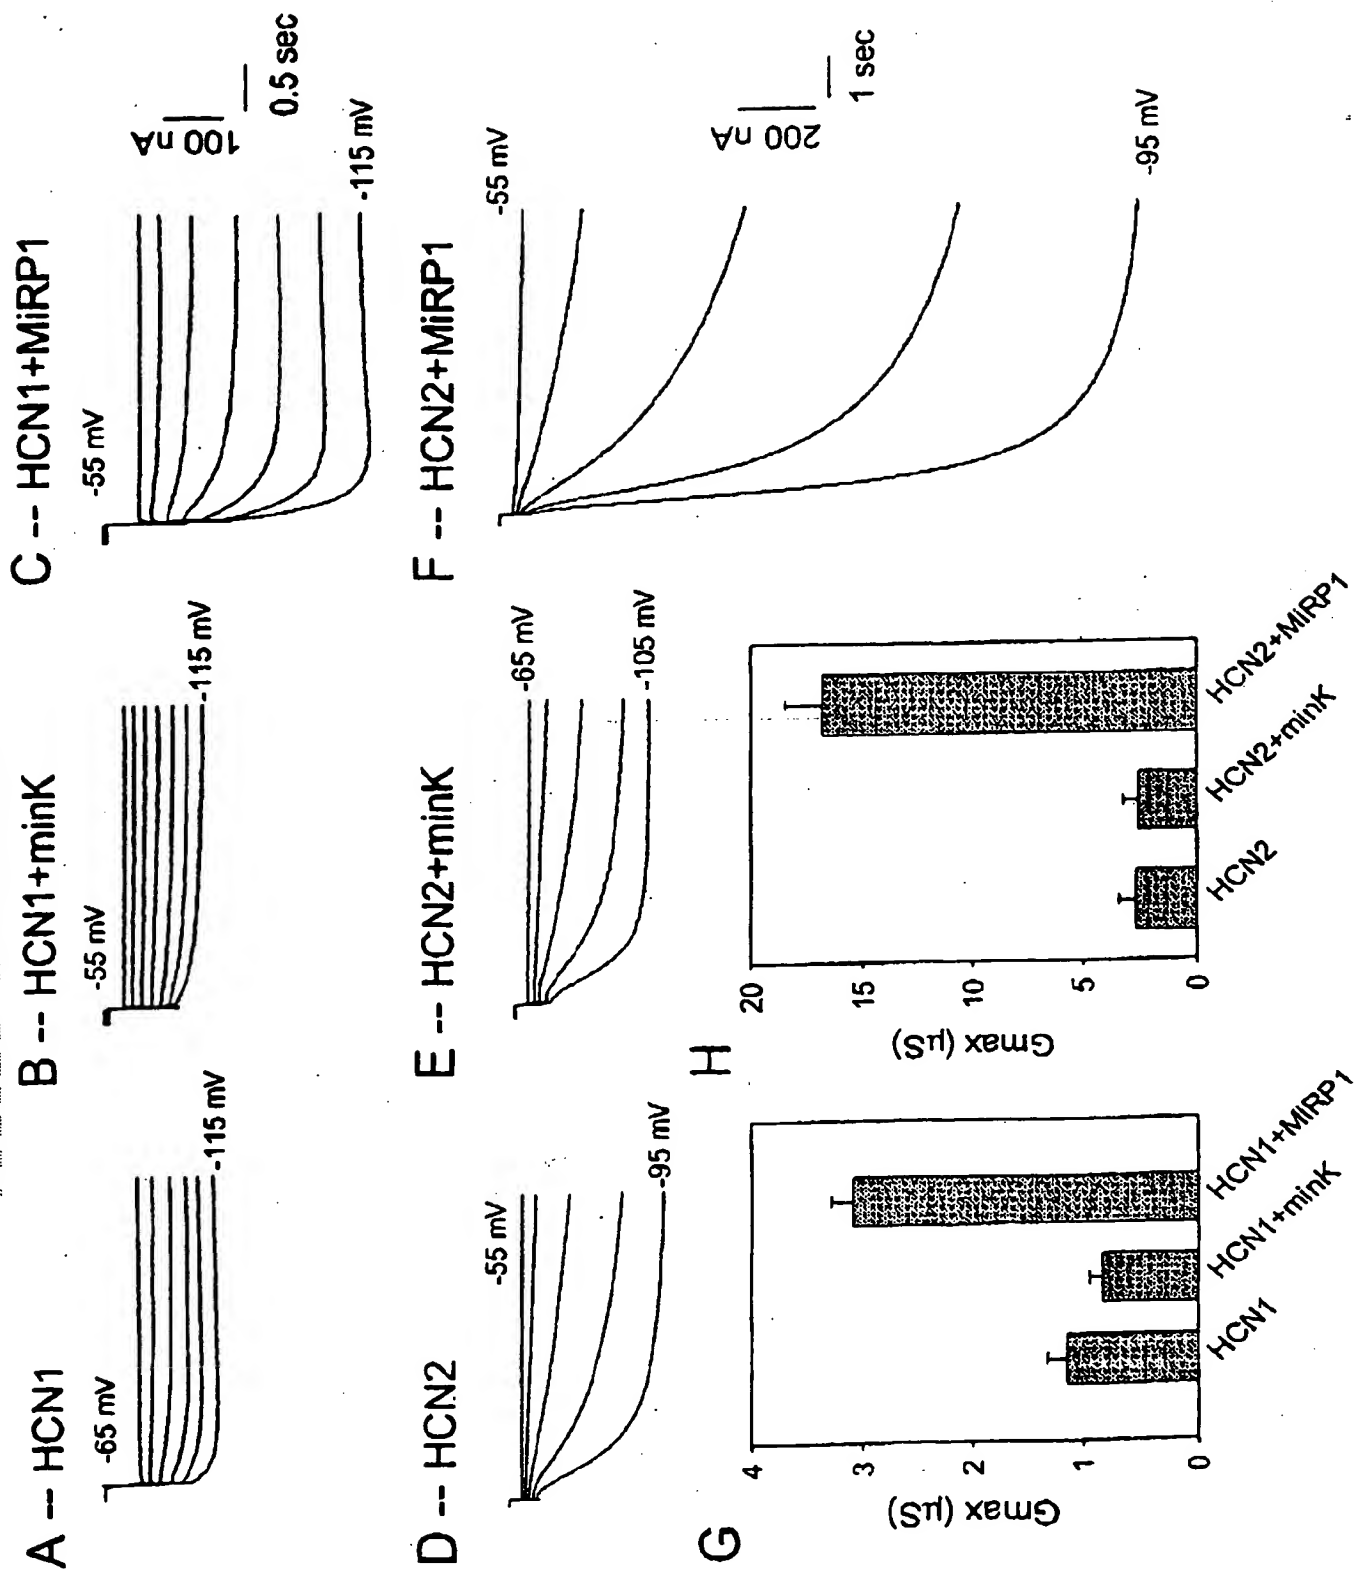 A -- HCN1
-65 mV
-115 mV
B -- HCN1+minK
-55 mV
-115 mV
C -- HCN1+MiRP1
-55 mV
-115 mV
100 nA
0.5 sec
D -- HCN2
-55 mV
-95 mV
E -- HCN2+minK
-65 mV
-105 mV
F -- HCN2+MiRP1
-55 mV
-95 mV
200 nA
1 sec
G
Gmax (µS)
4
3
2
1
0
HCN1
HCN1+minK
HCN1+MiRP1
H
Gmax (µS)
20
15
10
5
0
HCN2
HCN2+minK
HCN2+MiRP1